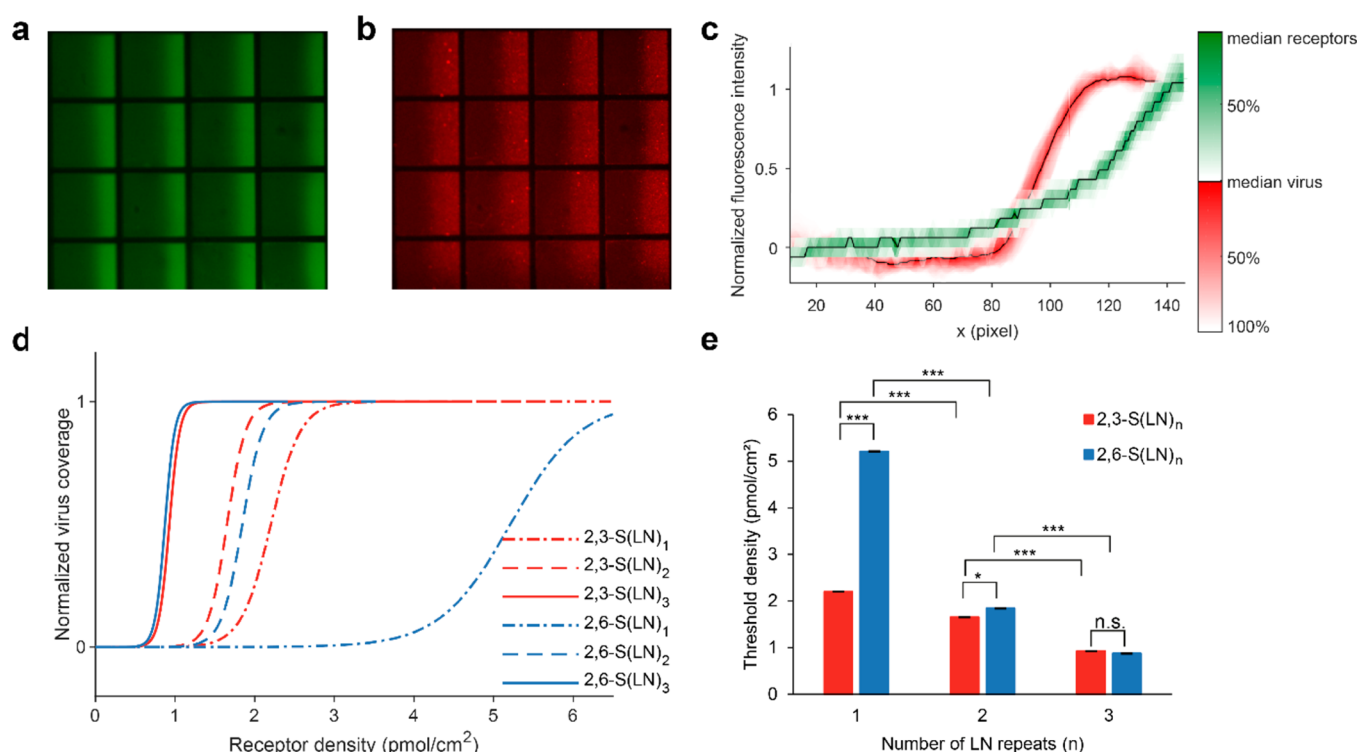 a
b
c
Normalized fluorescence intensity
1
0.5
0
20 40 60 80 100 120 140
x (pixel)
median receptors
50%
median virus
50%
100%
d
Normalized virus coverage
1
0
0 1 2 3 4 5 6
Receptor density (pmol/cm²)
2,3-S(LN)₁
2,3-S(LN)₂
2,3-S(LN)₃
2,6-S(LN)₁
2,6-S(LN)₂
2,6-S(LN)₃
e
Threshold density (pmol/cm²)
6
5
4
3
2
1
0
***
***
***
***
***
*
n.s.
2,3-S(LN)ₙ
2,6-S(LN)ₙ
1 2 3
Number of LN repeats (n)